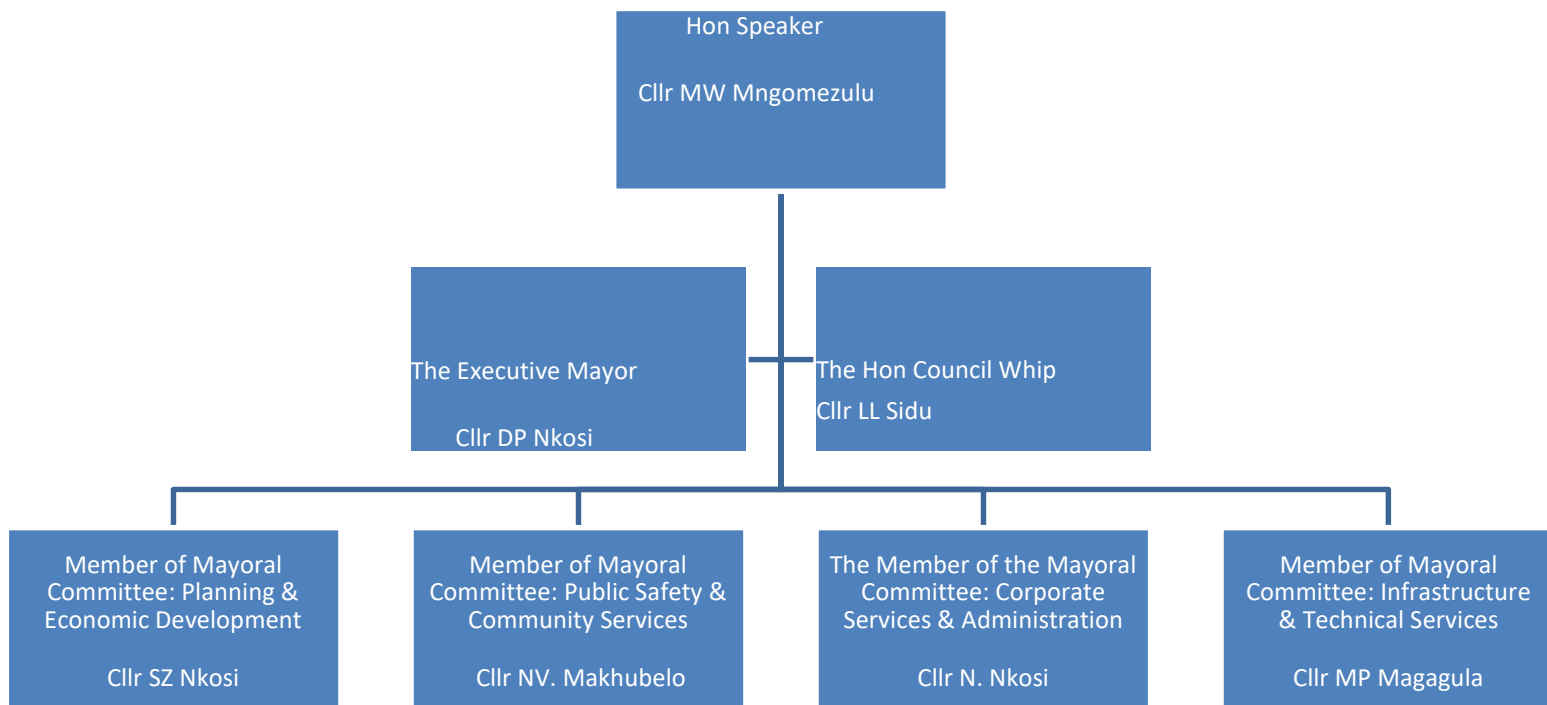 Hon Speaker
Cllr MW Mngomezulu
The Executive Mayor
Cllr DP Nkosi
The Hon Council Whip
Cllr LL Sidu
Member of Mayoral
Committee: Planning &
Economic Development
Cllr SZ Nkosi
Member of Mayoral
Committee: Public Safety &
Community Services
Cllr NV. Makhubelo
The Member of the Mayoral
Committee: Corporate
Services & Administration
Cllr N. Nkosi
Member of Mayoral
Committee: Infrastructure
& Technical Services
Cllr MP Magagula